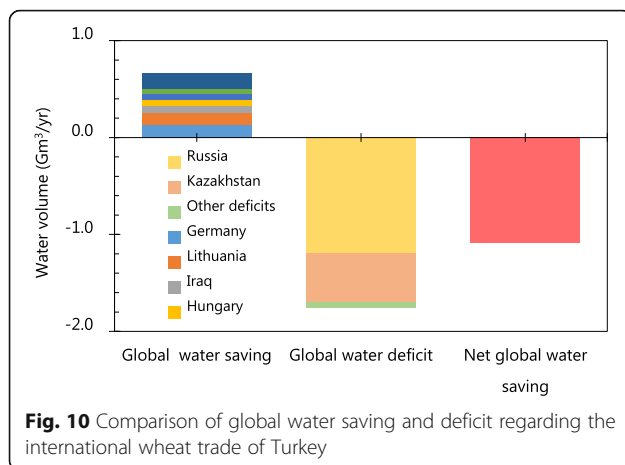 1.0
0.0
-1.0
-2.0
Water volume (Gm³/yr)
Russia
Kazakhstan
Other deficits
Germany
Lithuania
Iraq
Hungary
Global water saving
Global water deficit
Net global water
saving
Fig. 10 Comparison of global water saving and deficit regarding the
international wheat trade of Turkey